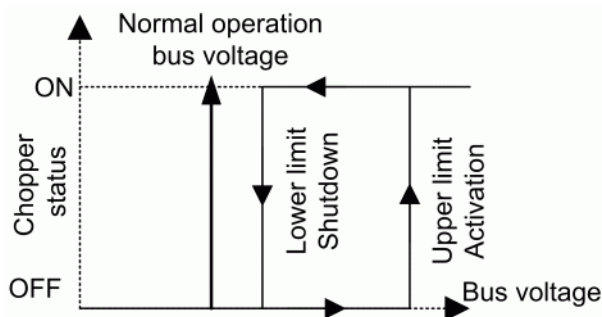 Normal operation
bus voltage
ON
Chopper
status
Lower limit
Shutdown
Upper limit
Activation
OFF
Bus voltage